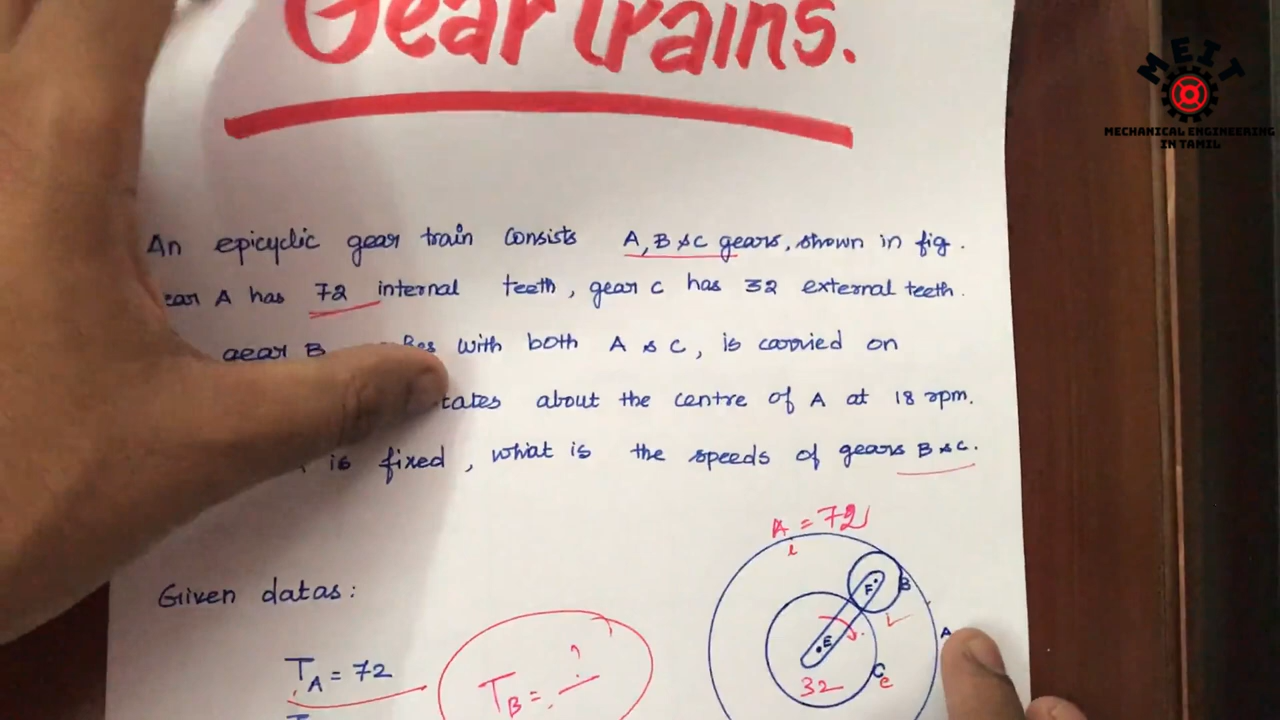 Gear trains.
MEIT
MECHANICAL ENGINEERING
IN TAMIL
An epicyclic gear train consists A, B & C gears, shown in fig.
ear A has 72 internal teeth, gear C has 32 external teeth.
gear B with both A & C, is carried on
tates about the centre of A at 18 rpm.
is fixed, what is the speeds of gears B & C.
A = 72
i
F
B
E
A
C
e
32
Given datas:
TA = 72
TB = ?